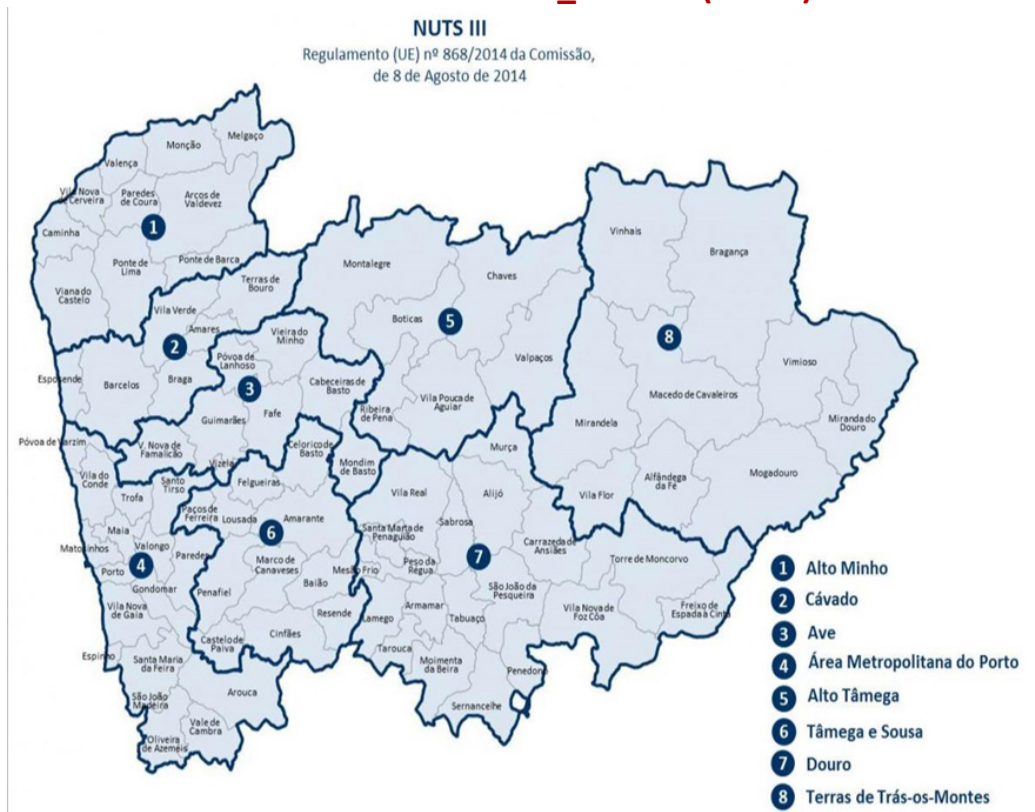 NUTS III
Regulamento (UE) nº 868/2014 da Comissão,
de 8 de Agosto de 2014
Melgaço
Monção
Valença
Vila Nova
de Cerveira
Paredes
de Coura
Arcos de
Valdevez
1
Caminha
Ponte de
Lima
Ponte de Barca
Viana do
Castelo
Terras de
Bouro
Vila Verde
Amares
2
Vieira do
Minho
Póvoa de
Lanhoso
Esposende
Barcelos
Braga
3
Cabeceiras de
Basto
Guimarães
Fafe
Póvoa de Varzim
V. Nova de
Famalicão
Vizela
Celorico de
Basto
Mondim
de Basto
Montalegre
Chaves
Boticas
5
Valpaços
Vila Pouca de
Aguiar
Ribeira
de Pena
Vinhais
Bragança
8
Vimioso
Macedo de Cavaleiros
Mirandela
Miranda do
Douro
Alfândega
da Fé
Mogadouro
Vila Flor
Vila do
Conde
Santo
Tirso
Trofa
Felgueiras
Paços de
Ferreira
Lousada
Amarante
6
Maia
Matosinhos
Valongo
Paredes
Porto
4
Gondomar
Marco de
Canaveses
Baião
Mesão Frio
Penafiel
Vila Nova
de Gaia
Resende
Cinfães
Castelo de
Paiva
Espinho
Santa Maria
da Feira
Arouca
São João
Madeira
Vale de
Cambra
Oliveira
de Azemeis
Murça
Vila Real
Alijó
Sabrosa
Santa Marta de
Penaguião
Carrazeda de
Ansiães
Peso da
Régua
7
Torre de Moncorvo
São João da
Pesqueira
Armamar
Lamego
Tabuaço
Vila Nova de
Foz Côa
Freixo de
Espada à Cinta
Tarouca
Moimenta
da Beira
Penedono
Sernancelhe
1 Alto Minho
2 Cávado
3 Ave
4 Área Metropolitana do Porto
5 Alto Tâmega
6 Tâmega e Sousa
7 Douro
8 Terras de Trás-os-Montes